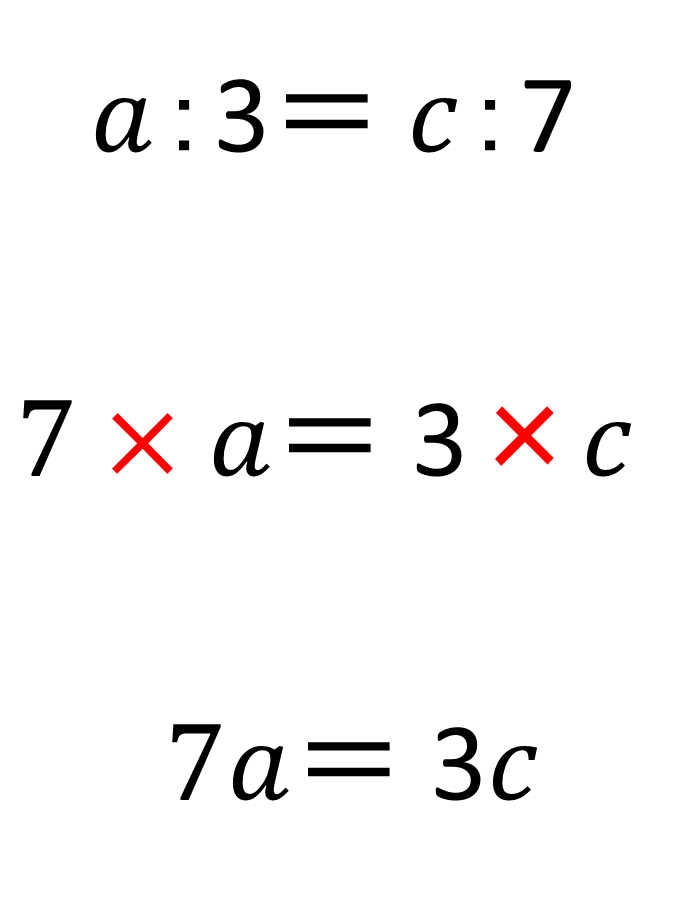 a : 3 = c : 7
7 × a = 3 × c
7a = 3c